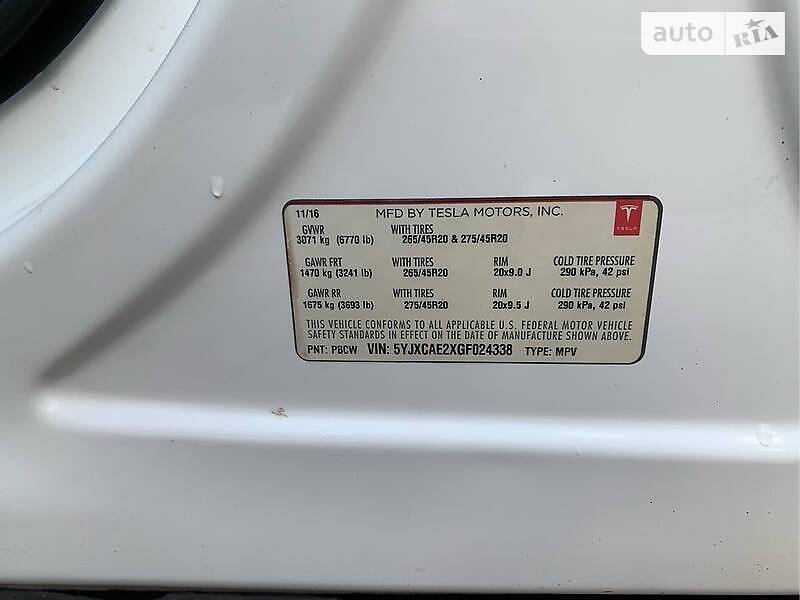 auto RIA
11/16 MFD BY TESLA MOTORS, INC.
TESLA
GVWR WITH TIRES
3071 kg (6770 lb) 265/45R20 & 275/45R20
GAWR FRT WITH TIRES RIM COLD TIRE PRESSURE
1470 kg (3241 lb) 265/45R20 20x9.0 J 290 kPa, 42 psi
GAWR RR WITH TIRES RIM COLD TIRE PRESSURE
1675 kg (3693 lb) 275/45R20 20x9.5 J 290 kPa, 42 psi
THIS VEHICLE CONFORMS TO ALL APPLICABLE U.S. FEDERAL MOTOR VEHICLE
SAFETY STANDARDS IN EFFECT ON THE DATE OF MANUFACTURE SHOWN ABOVE.
PNT: PBCW VIN: 5YJXCAE2XGF024338 TYPE: MPV